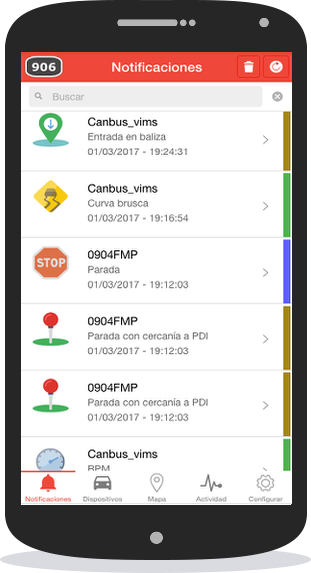 906 Notificaciones
Buscar
Canbus_vims
Entrada en baliza
01/03/2017 - 19:24:31
Canbus_vims
Curva brusca
01/03/2017 - 19:16:54
STOP
0904FMP
Parada
01/03/2017 - 19:12:03
0904FMP
Parada con cercanía a PDI
01/03/2017 - 19:12:03
0904FMP
Parada con cercanía a PDI
01/03/2017 - 19:12:03
Canbus_vims
RPM
Notificaciones Dispositivos Mapa Actividad Configurar